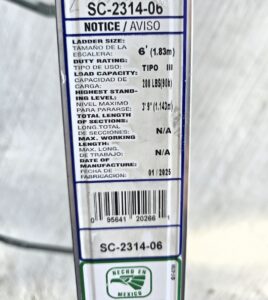 SC-2314-06
NOTICE / AVISO
LADDER SIZE:
TAMAÑO DE LA
ESCALERA: 6' (1.83m)
DUTY RATING:
TIPO DE USO: TIPO III
LOAD CAPACITY:
CAPACIDAD DE
CARGA: 200 LBS(90k)
HIGHEST STAND-
ING LEVEL:
NIVEL MAXIMO
PARA PARARSE: 3' 9" (1.143m)
TOTAL LENGTH
OF SECTIONS:
LONG.TOTAL
DE SECCIONES: N/A
MAX. WORKING
LENGTH:
MAX. LONG.
DE TRABAJO: N/A
DATE OF
MANUFACTURE:
FECHA DE
FABRICACION: 01/2025
0 95641 20266 1
SC-2314-06
HECHO EN
MEXICO